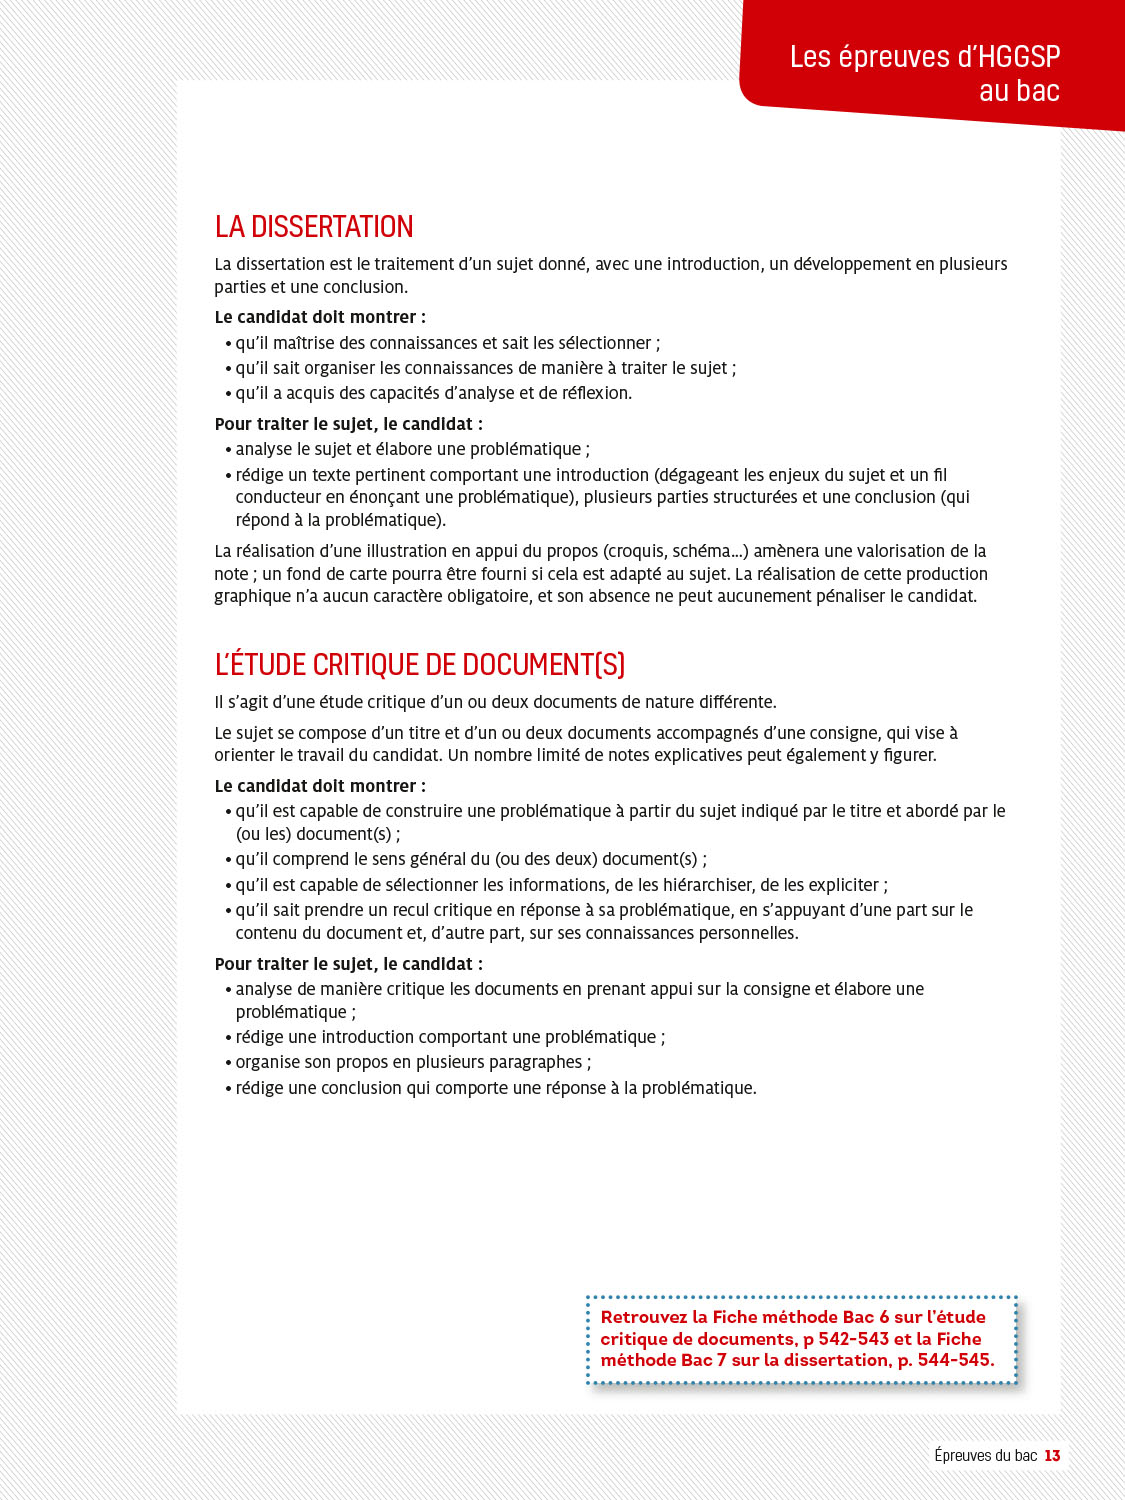 Les épreuves d’HGGSP
au bac
LA DISSERTATION
La dissertation est le traitement d’un sujet donné, avec une introduction, un développement en plusieurs
parties et une conclusion.
Le candidat doit montrer :
• qu’il maîtrise des connaissances et sait les sélectionner ;
• qu’il sait organiser les connaissances de manière à traiter le sujet ;
• qu’il a acquis des capacités d’analyse et de réflexion.
Pour traiter le sujet, le candidat :
• analyse le sujet et élabore une problématique ;
• rédige un texte pertinent comportant une introduction (dégageant les enjeux du sujet et un fil
conducteur en énonçant une problématique), plusieurs parties structurées et une conclusion (qui
répond à la problématique).
La réalisation d’une illustration en appui du propos (croquis, schéma…) amènera une valorisation de la
note ; un fond de carte pourra être fourni si cela est adapté au sujet. La réalisation de cette production
graphique n’a aucun caractère obligatoire, et son absence ne peut aucunement pénaliser le candidat.
L’ÉTUDE CRITIQUE DE DOCUMENT(S)
Il s’agit d’une étude critique d’un ou deux documents de nature différente.
Le sujet se compose d’un titre et d’un ou deux documents accompagnés d’une consigne, qui vise à
orienter le travail du candidat. Un nombre limité de notes explicatives peut également y figurer.
Le candidat doit montrer :
• qu’il est capable de construire une problématique à partir du sujet indiqué par le titre et abordé par le
(ou les) document(s) ;
• qu’il comprend le sens général du (ou des deux) document(s) ;
• qu’il est capable de sélectionner les informations, de les hiérarchiser, de les expliciter ;
• qu’il sait prendre un recul critique en réponse à sa problématique, en s’appuyant d’une part sur le
contenu du document et, d’autre part, sur ses connaissances personnelles.
Pour traiter le sujet, le candidat :
• analyse de manière critique les documents en prenant appui sur la consigne et élabore une
problématique ;
• rédige une introduction comportant une problématique ;
• organise son propos en plusieurs paragraphes ;
• rédige une conclusion qui comporte une réponse à la problématique.
Retrouvez la Fiche méthode Bac 6 sur l’étude
critique de documents, p 542-543 et la Fiche
méthode Bac 7 sur la dissertation, p. 544-545.
Épreuves du bac 13